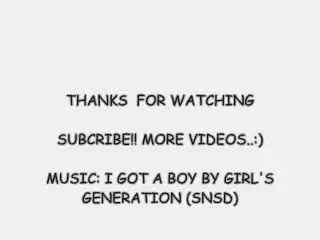 THANKS  FOR WATCHING
SUBCRIBE!! MORE VIDEOS..:)
MUSIC: I GOT A BOY BY GIRL'S
GENERATION (SNSD)